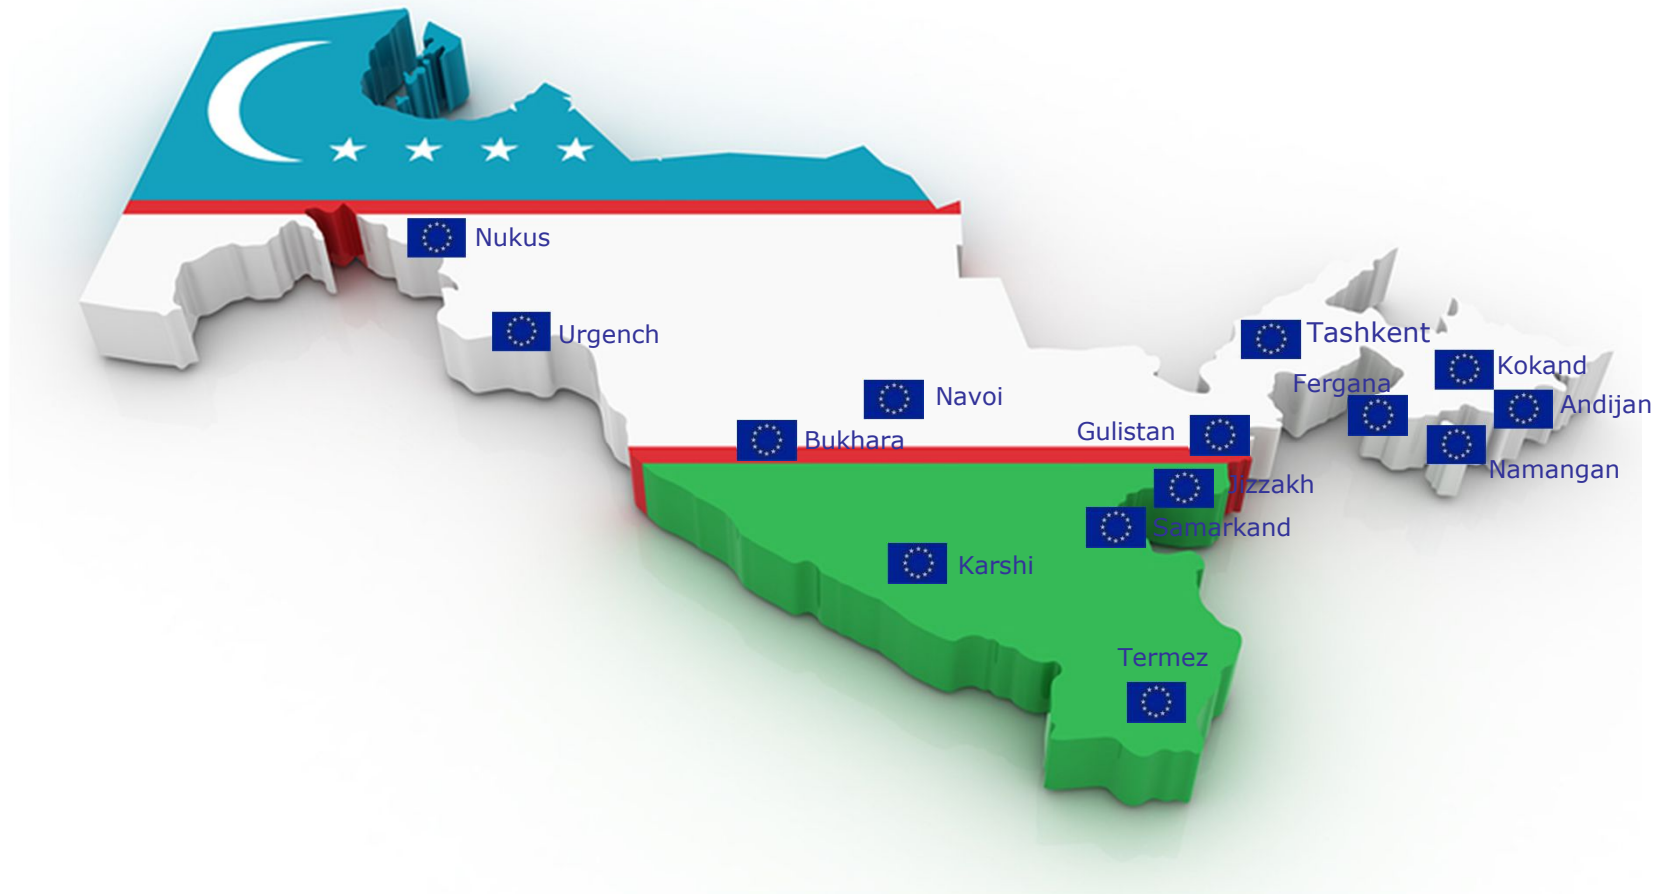 Nukus
Urgench
Tashkent
Kokand
Fergana
Navoi
Andijan
Gulistan
Bukhara
Namangan
Jizzakh
Samarkand
Karshi
Termez